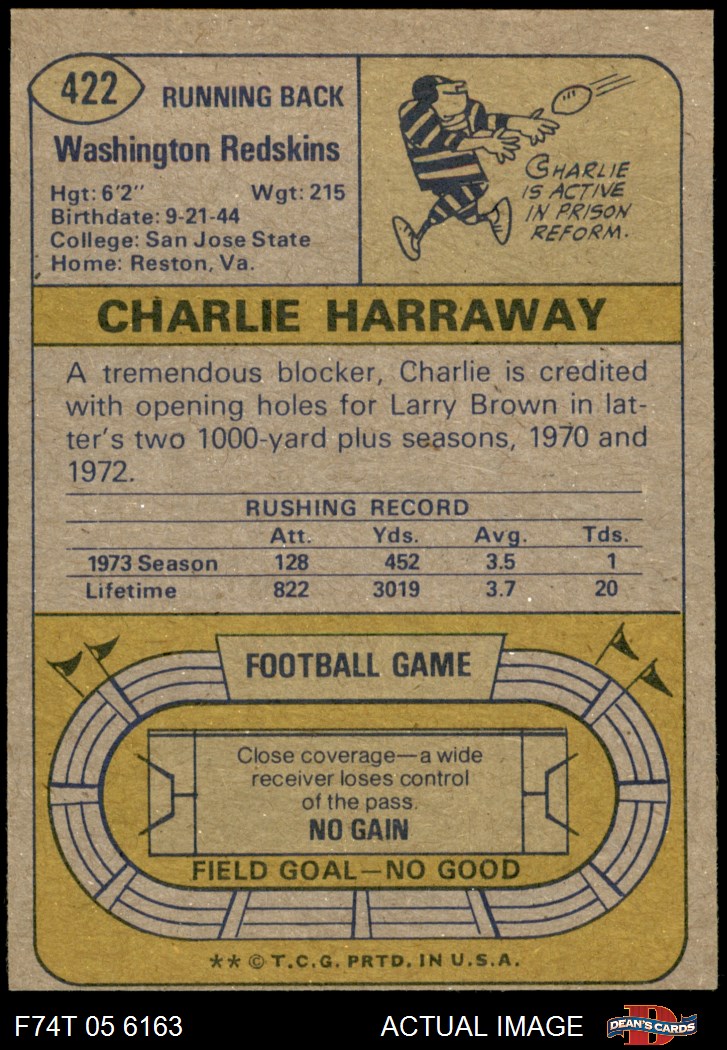 422
RUNNING BACK
Washington Redskins
Hgt: 6'2'' Wgt: 215
Birthdate: 9-21-44
College: San Jose State
Home: Reston, Va.
CHARLIE
IS ACTIVE
IN PRISON
REFORM.
CHARLIE HARRAWAY
A tremendous blocker, Charlie is credited
with opening holes for Larry Brown in lat-
ter's two 1000-yard plus seasons, 1970 and
1972.
RUSHING RECORD
Att. Yds. Avg. Tds.
1973 Season 128 452 3.5 1
Lifetime 822 3019 3.7 20
FOOTBALL GAME
Close coverage—a wide
receiver loses control
of the pass.
NO GAIN
FIELD GOAL—NO GOOD
** © T.C.G. PRTD. IN U.S.A.
F74T 05 6163 ACTUAL IMAGE
D
DEAN'S CARDS